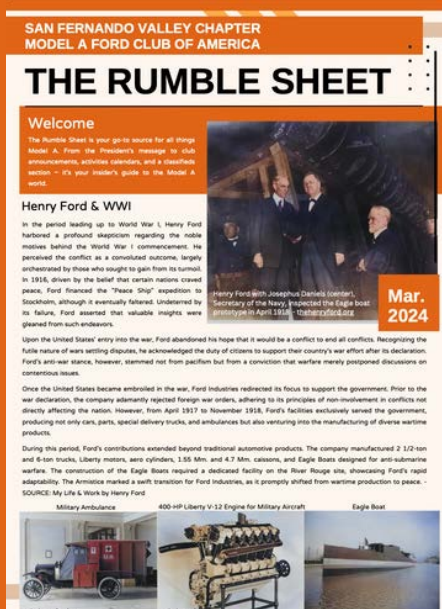 SAN FERNANDO VALLEY CHAPTER
MODEL A FORD CLUB OF AMERICA
THE RUMBLE SHEET
Welcome
The Rumble Sheet is your go-to source for all things
Model A. From the President's message to club
announcements, activities calendars, and a classifieds
section – it's your insider's guide to the Model A
world.
Henry Ford & WWI
In the period leading up to World War I, Henry Ford
harbored a profound skepticism regarding the noble
motives behind the World War I commencement. He
perceived the conflict as a convoluted outcome, largely
orchestrated by those who sought to gain from its turmoil.
In 1916, driven by the belief that certain nations craved
peace, Ford financed the "Peace Ship" expedition to
Stockholm, although it eventually faltered. Undeterred by
its failure, Ford asserted that valuable insights were
gleaned from such endeavors.
Henry Ford with Josephus Daniels (center),
Secretary of the Navy, inspected the Eagle boat
prototype in April 1918 - thehenryford.org
Mar.
2024
Upon the United States' entry into the war, Ford abandoned his hope that it would be a conflict to end all conflicts. Recognizing the
futile nature of wars settling disputes, he acknowledged the duty of citizens to support their country's war effort after its declaration.
Ford's anti-war stance, however, stemmed not from pacifism but from a conviction that warfare merely postponed discussions on
contentious issues.
Once the United States became embroiled in the war, Ford Industries redirected its focus to support the government. Prior to the
war declaration, the company adamantly rejected foreign war orders, adhering to its principles of non-involvement in conflicts not
directly affecting the nation. However, from April 1917 to November 1918, Ford's facilities exclusively served the government,
producing not only cars, parts, special delivery trucks, and ambulances but also venturing into the manufacturing of diverse wartime
products.
During this period, Ford's contributions extended beyond traditional automotive products. The company manufactured 2 1/2-ton
and 6-ton trucks, Liberty motors, aero cylinders, 1.55 Mm. and 4.7 Mm. caissons, and Eagle Boats designed for anti-submarine
warfare. The construction of the Eagle Boats required a dedicated facility on the River Rouge site, showcasing Ford's rapid
adaptability. The Armistice marked a swift transition for Ford Industries, as it promptly shifted from wartime production to peace. -
SOURCE: My Life & Work by Henry Ford
Military Ambulance
400-HP Liberty V-12 Engine for Military Aircraft
Eagle Boat